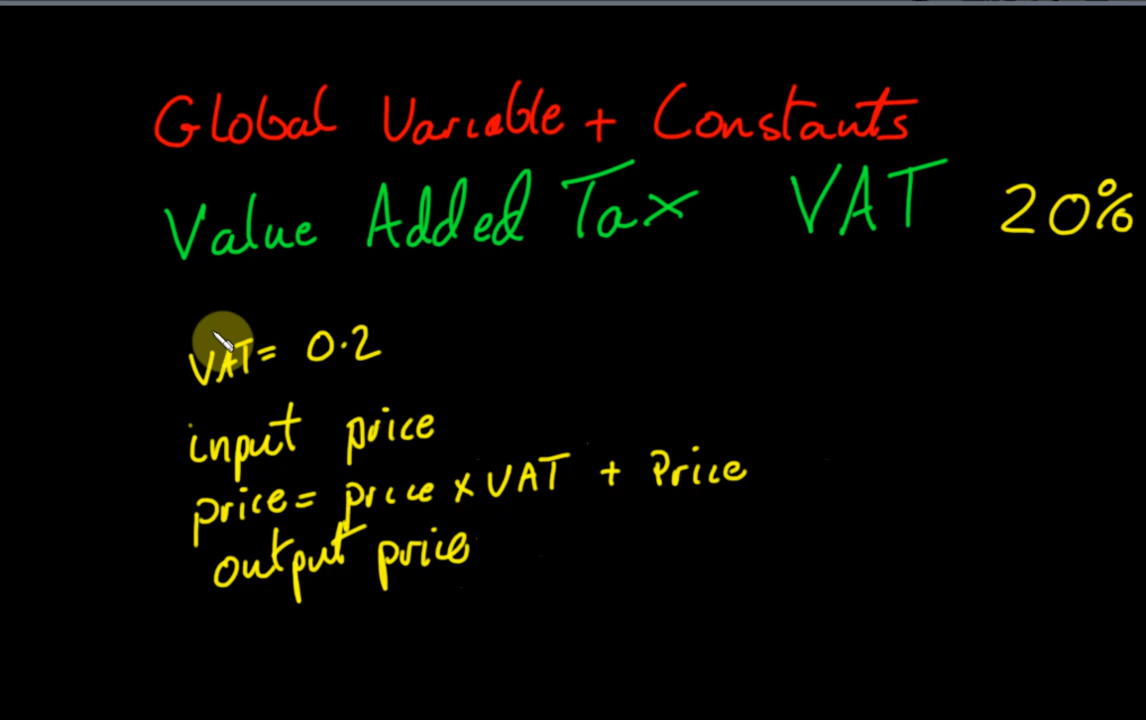 Global Variable + Constants
Value Added Tax VAT 20%
VAT = 0.2
input price
price = price x VAT + Price
output price